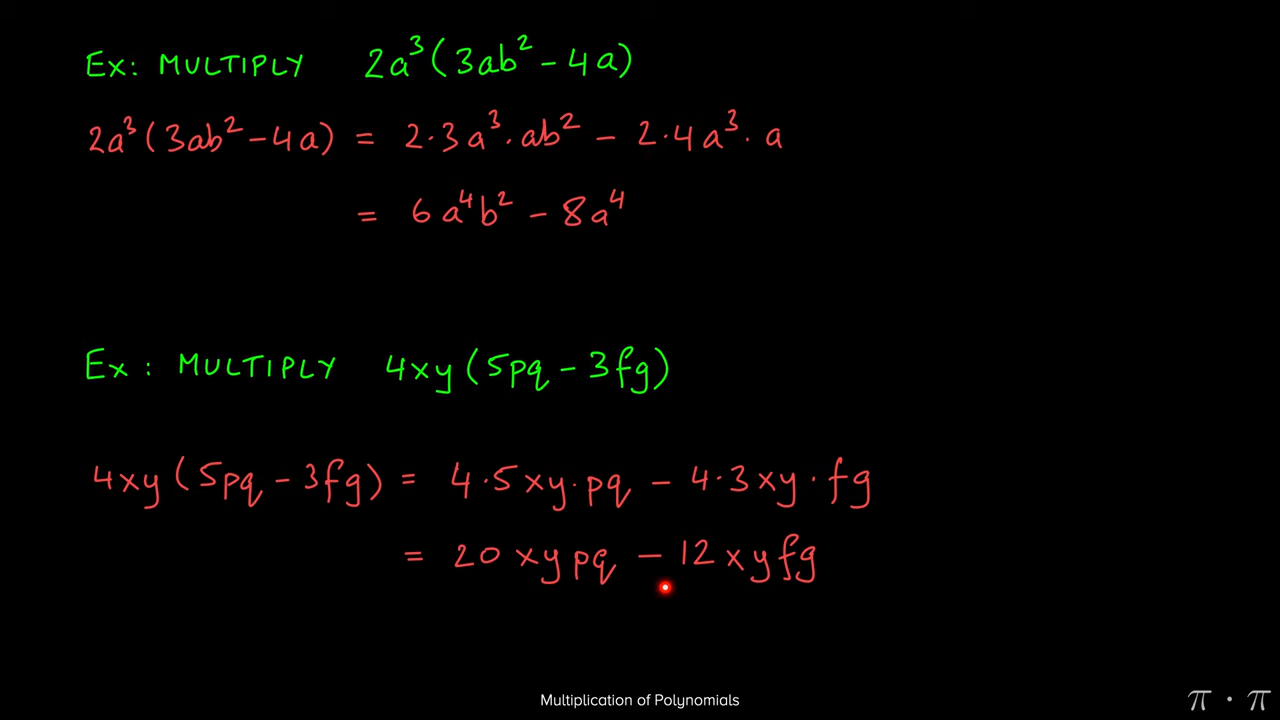 Ex: MULTIPLY 2a³(3ab² – 4a)
2a³(3ab² – 4a) = 2·3a³·ab² – 2·4a³·a
= 6a⁴b² – 8a⁴
Ex: MULTIPLY 4xy(5pq – 3fg)
4xy(5pq – 3fg) = 4·5xy·pq – 4·3xy·fg
= 20xypq – 12xyfg
Multiplication of Polynomials
π · π